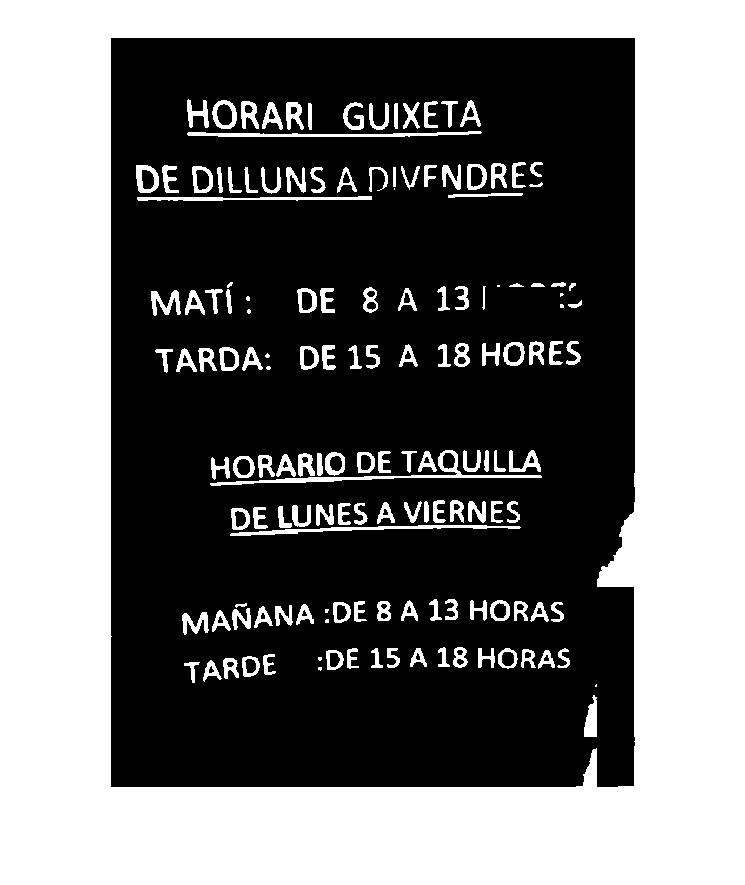 HORARI GUIXETA
DE DILLUNS A DIVENDRES
MATÍ : DE 8 A 13
TARDA: DE 15 A 18 HORES
HORARIO DE TAQUILLA
DE LUNES A VIERNES
MAÑANA :DE 8 A 13 HORAS
TARDE :DE 15 A 18 HORAS